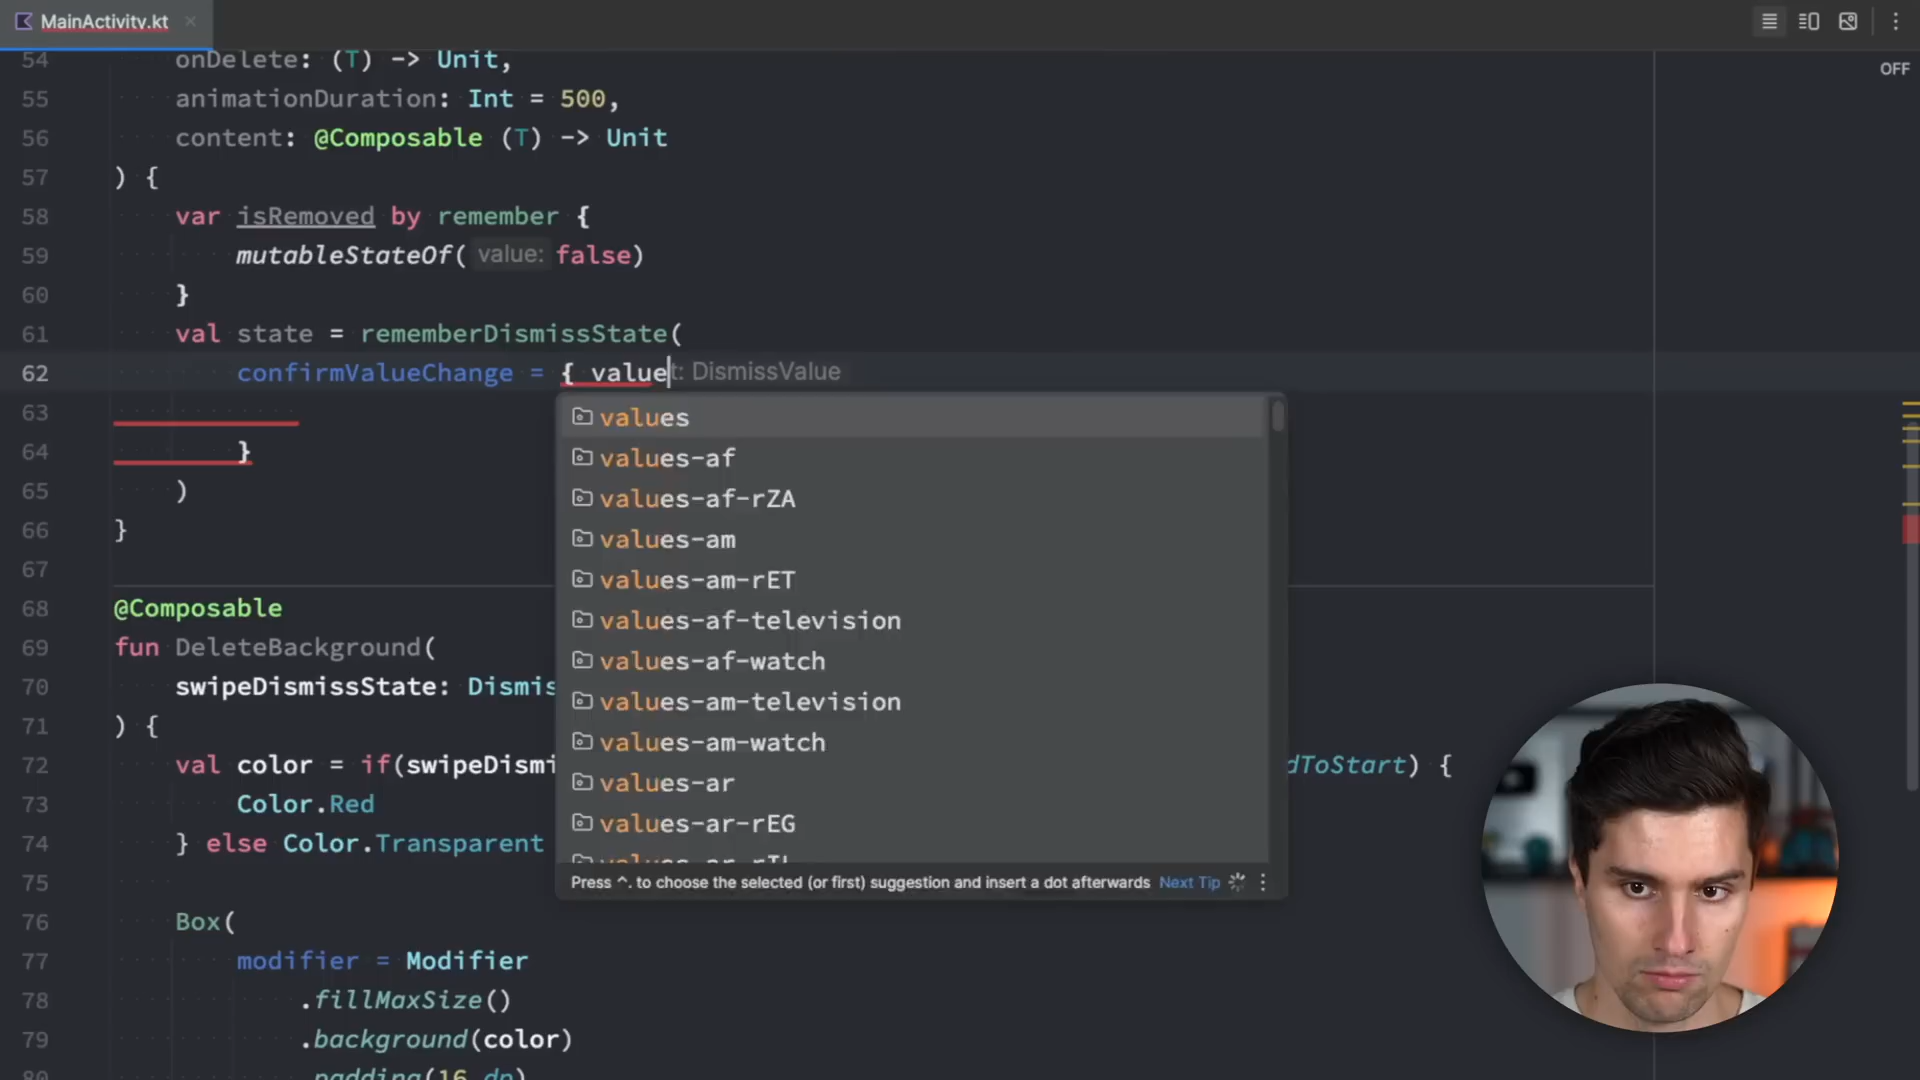 MainActivity.kt
OFF
54 onDelete: (T) -> Unit,
55 animationDuration: Int = 500,
56 content: @Composable (T) -> Unit
57 ) {
58 var isRemoved by remember {
59 mutableStateOf( value: false)
60 }
61 val state = rememberDismissState(
62 confirmValueChange = { value t: DismissValue
63
64 }
65 )
66 }
67
68 @Composable
69 fun DeleteBackground(
70 swipeDismissState: Dismis
71 ) {
72 val color = if(swipeDismi dToStart) {
73 Color.Red
74 } else Color.Transparent
75
76 Box(
77 modifier = Modifier
78 .fillMaxSize()
79 .background(color)
80 .padding(16.dp)
values
values-af
values-af-rZA
values-am
values-am-rET
values-af-television
values-af-watch
values-am-television
values-am-watch
values-ar
values-ar-rEG
Press ^. to choose the selected (or first) suggestion and insert a dot afterwards Next Tip